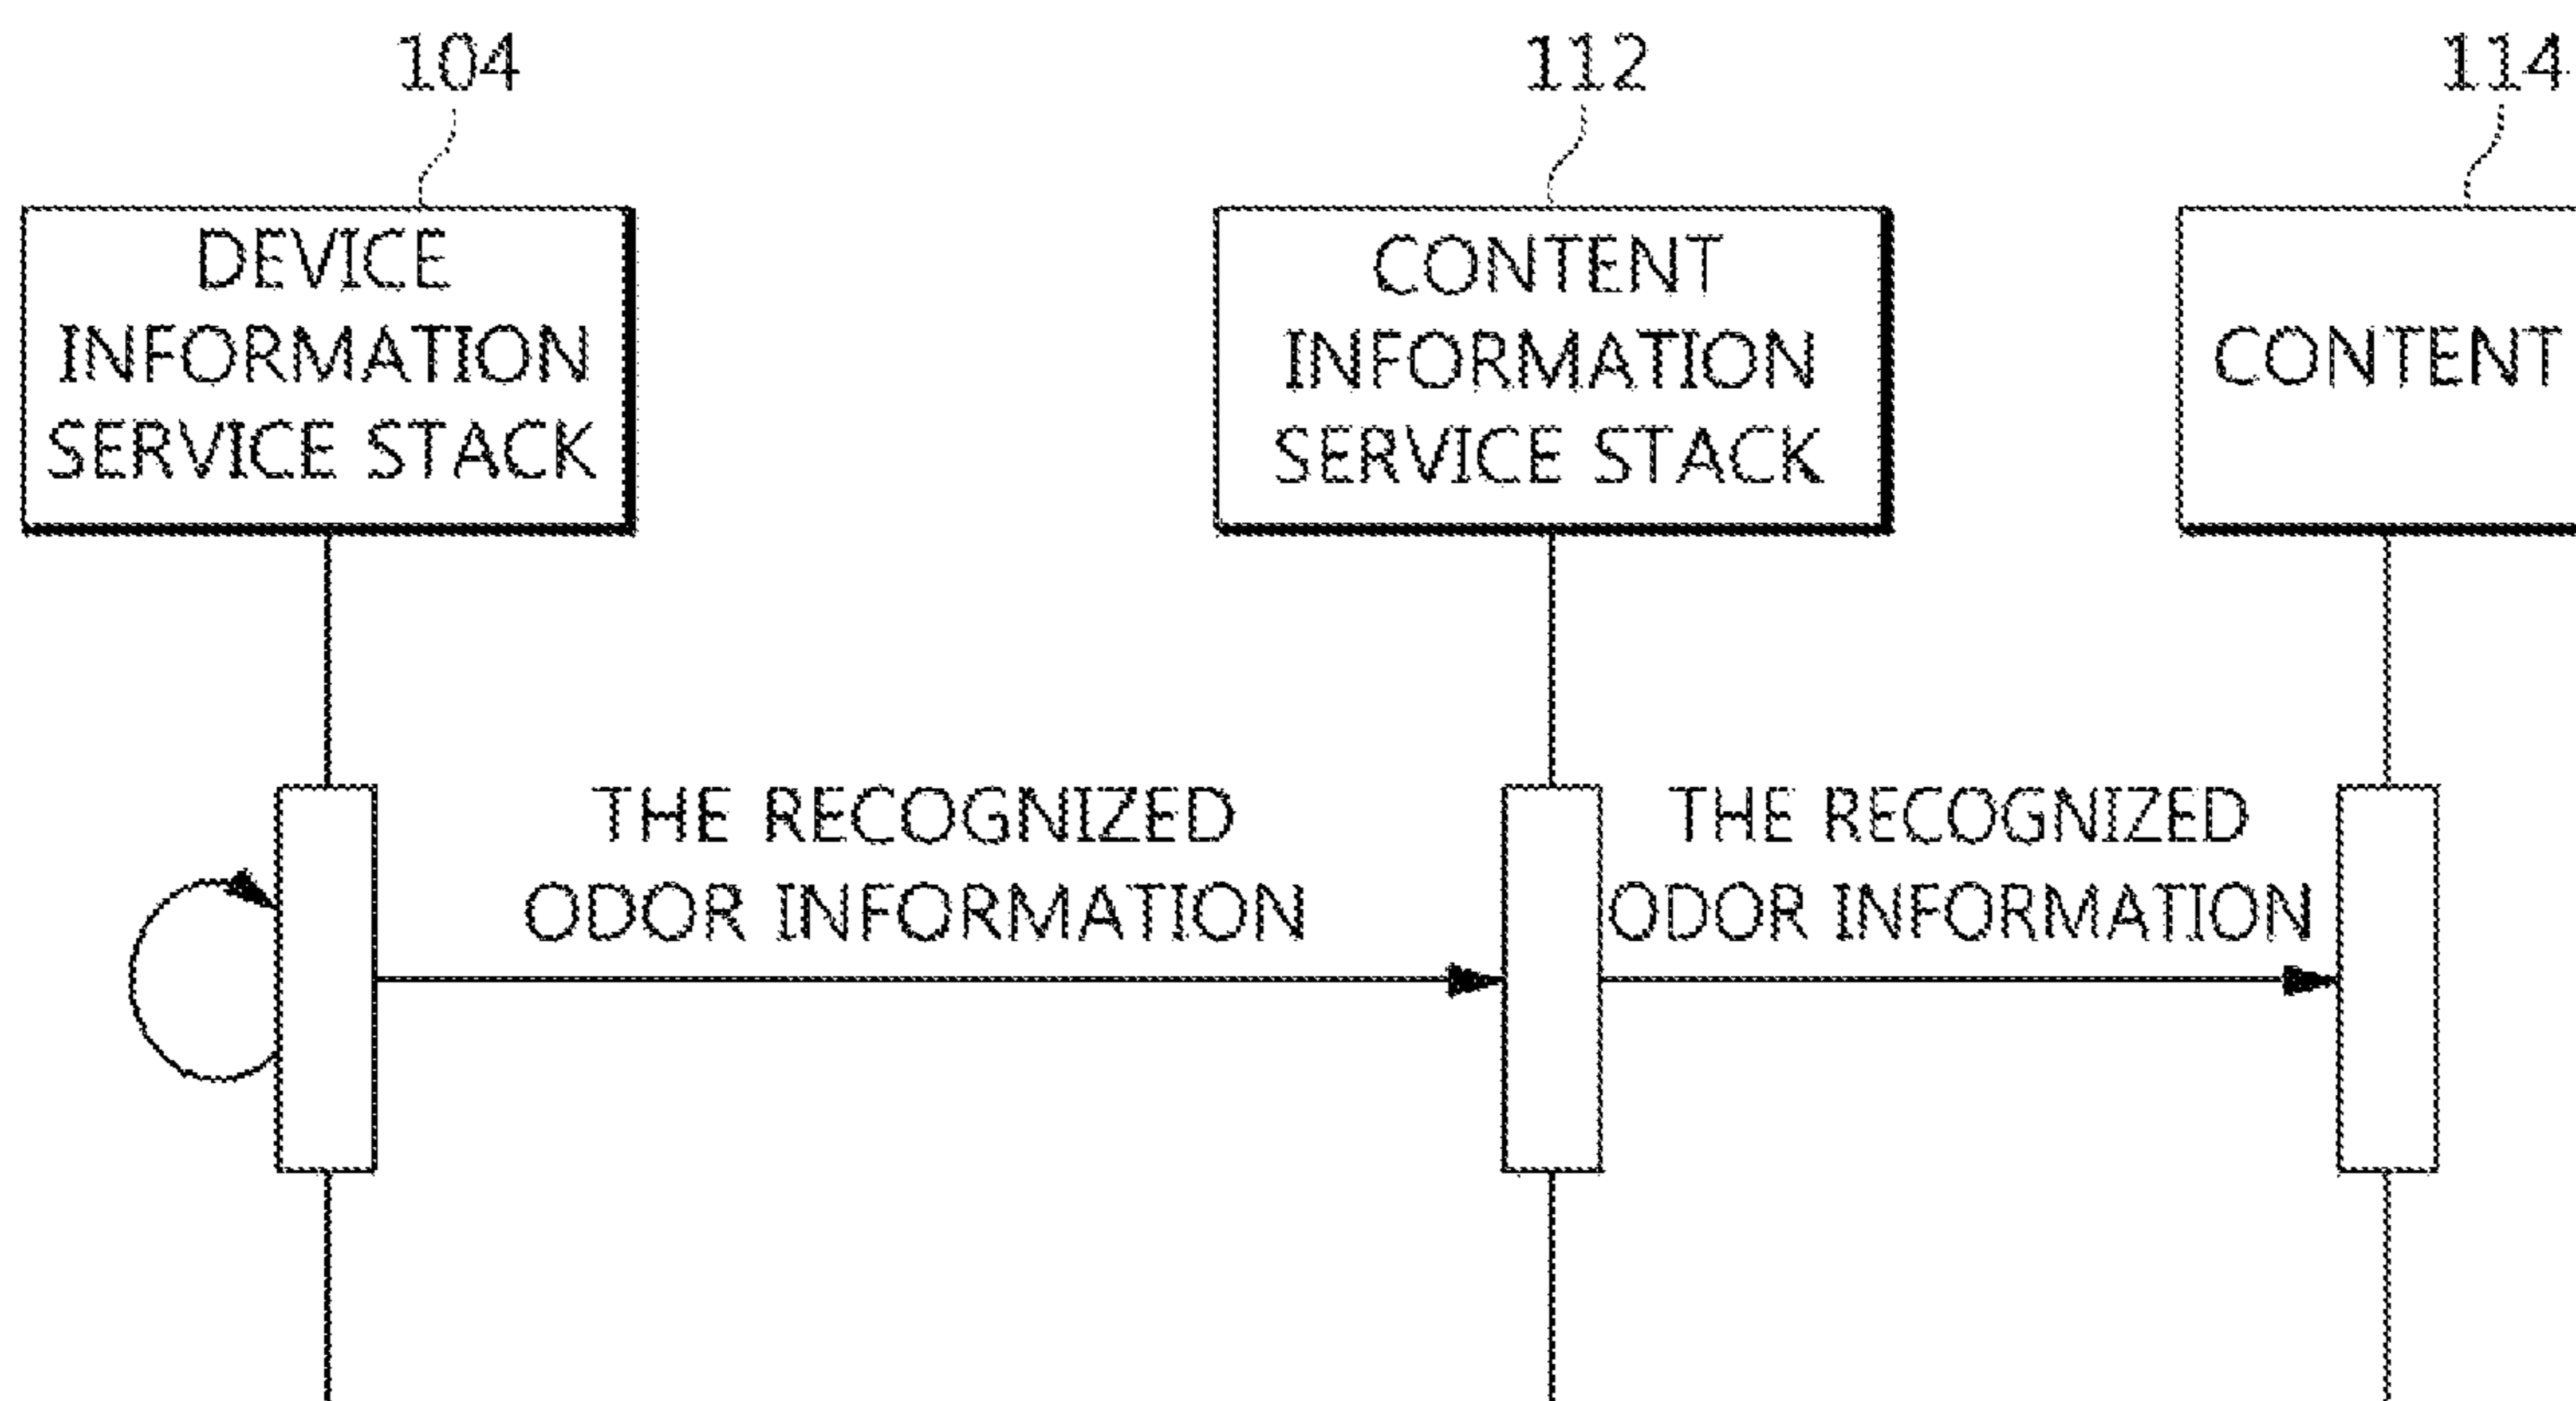 104
112
114
DEVICE
INFORMATION
SERVICE STACK
CONTENT
INFORMATION
SERVICE STACK
CONTENT
THE RECOGNIZED
ODOR INFORMATION
THE RECOGNIZED
ODOR INFORMATION